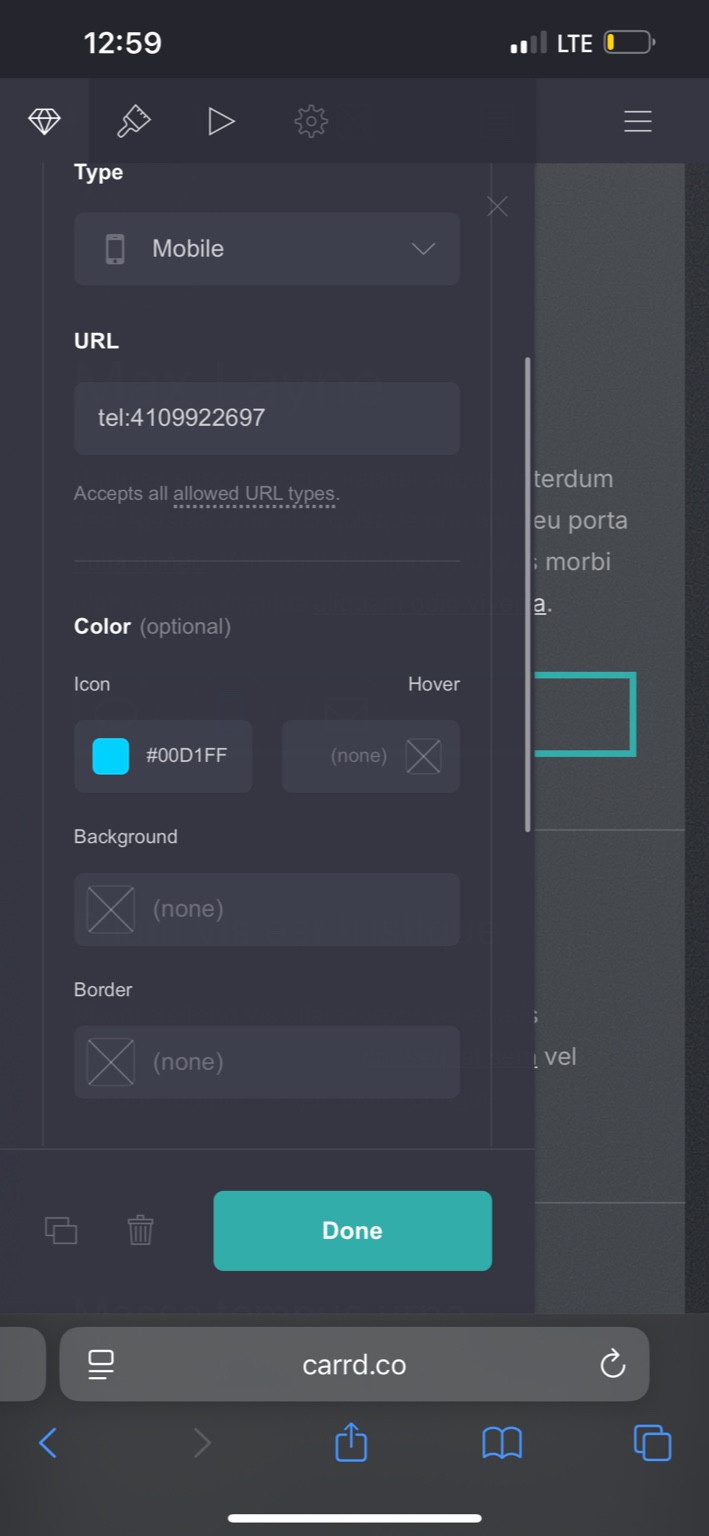 12:59
LTE
Type
Mobile
URL
tel:4109922697
Accepts all allowed URL types.
terdum
eu porta
morbi
a.
Color (optional)
Icon
Hover
#00D1FF
(none)
Background
(none)
Border
(none)
vel
Done
carrd.co